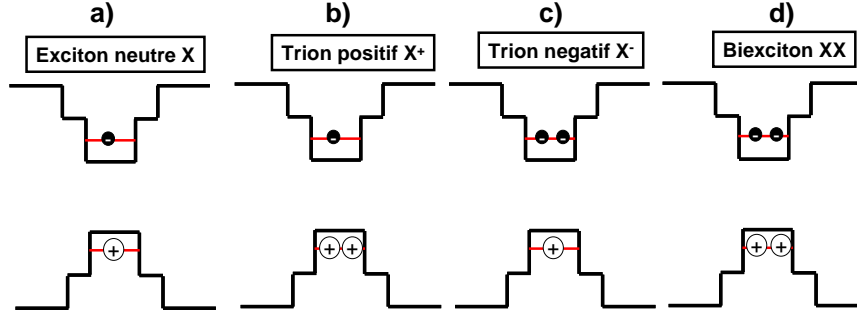 a)
b)
c)
d)
Exciton neutre X
Trion positif X⁺
Trion negatif X⁻
Biexciton XX
-
-
- -
- -
+
+ +
+
+ +